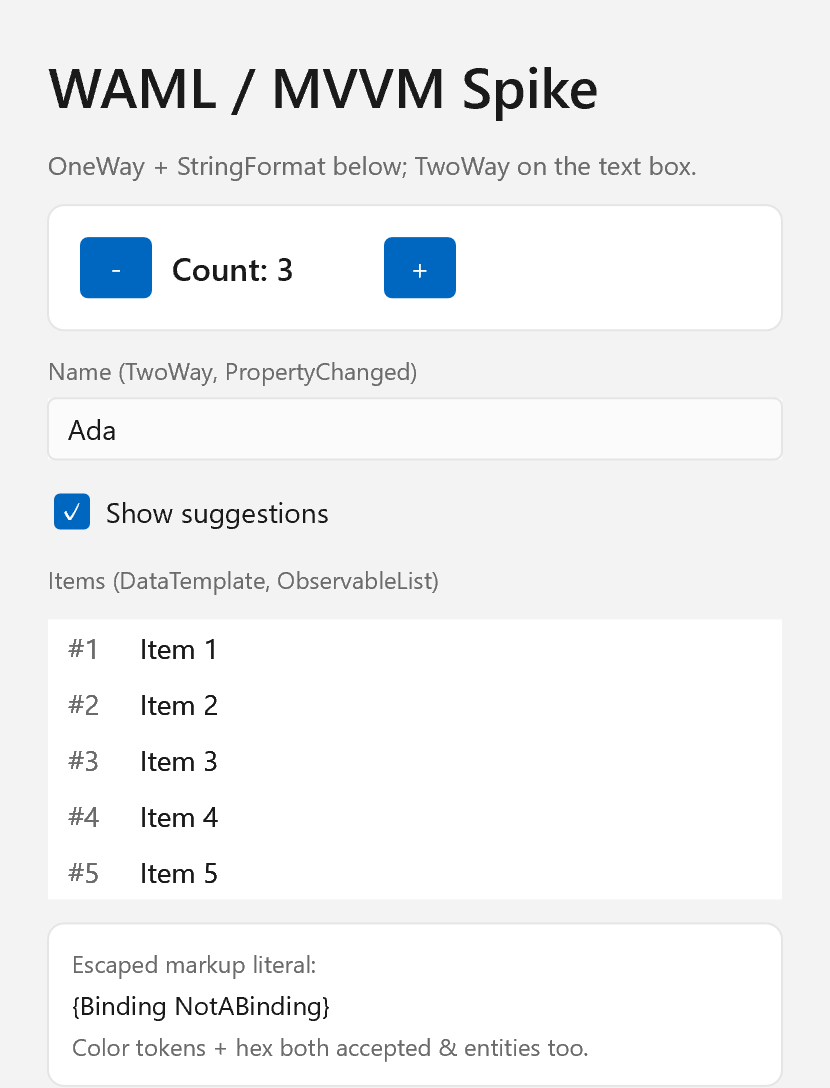 WAML / MVVM Spike
OneWay + StringFormat below; TwoWay on the text box.
- Count: 3 +
Name (TwoWay, PropertyChanged)
Ada
✓ Show suggestions
Items (DataTemplate, ObservableList)
#1 Item 1
#2 Item 2
#3 Item 3
#4 Item 4
#5 Item 5
Escaped markup literal:
{Binding NotABinding}
Color tokens + hex both accepted & entities too.